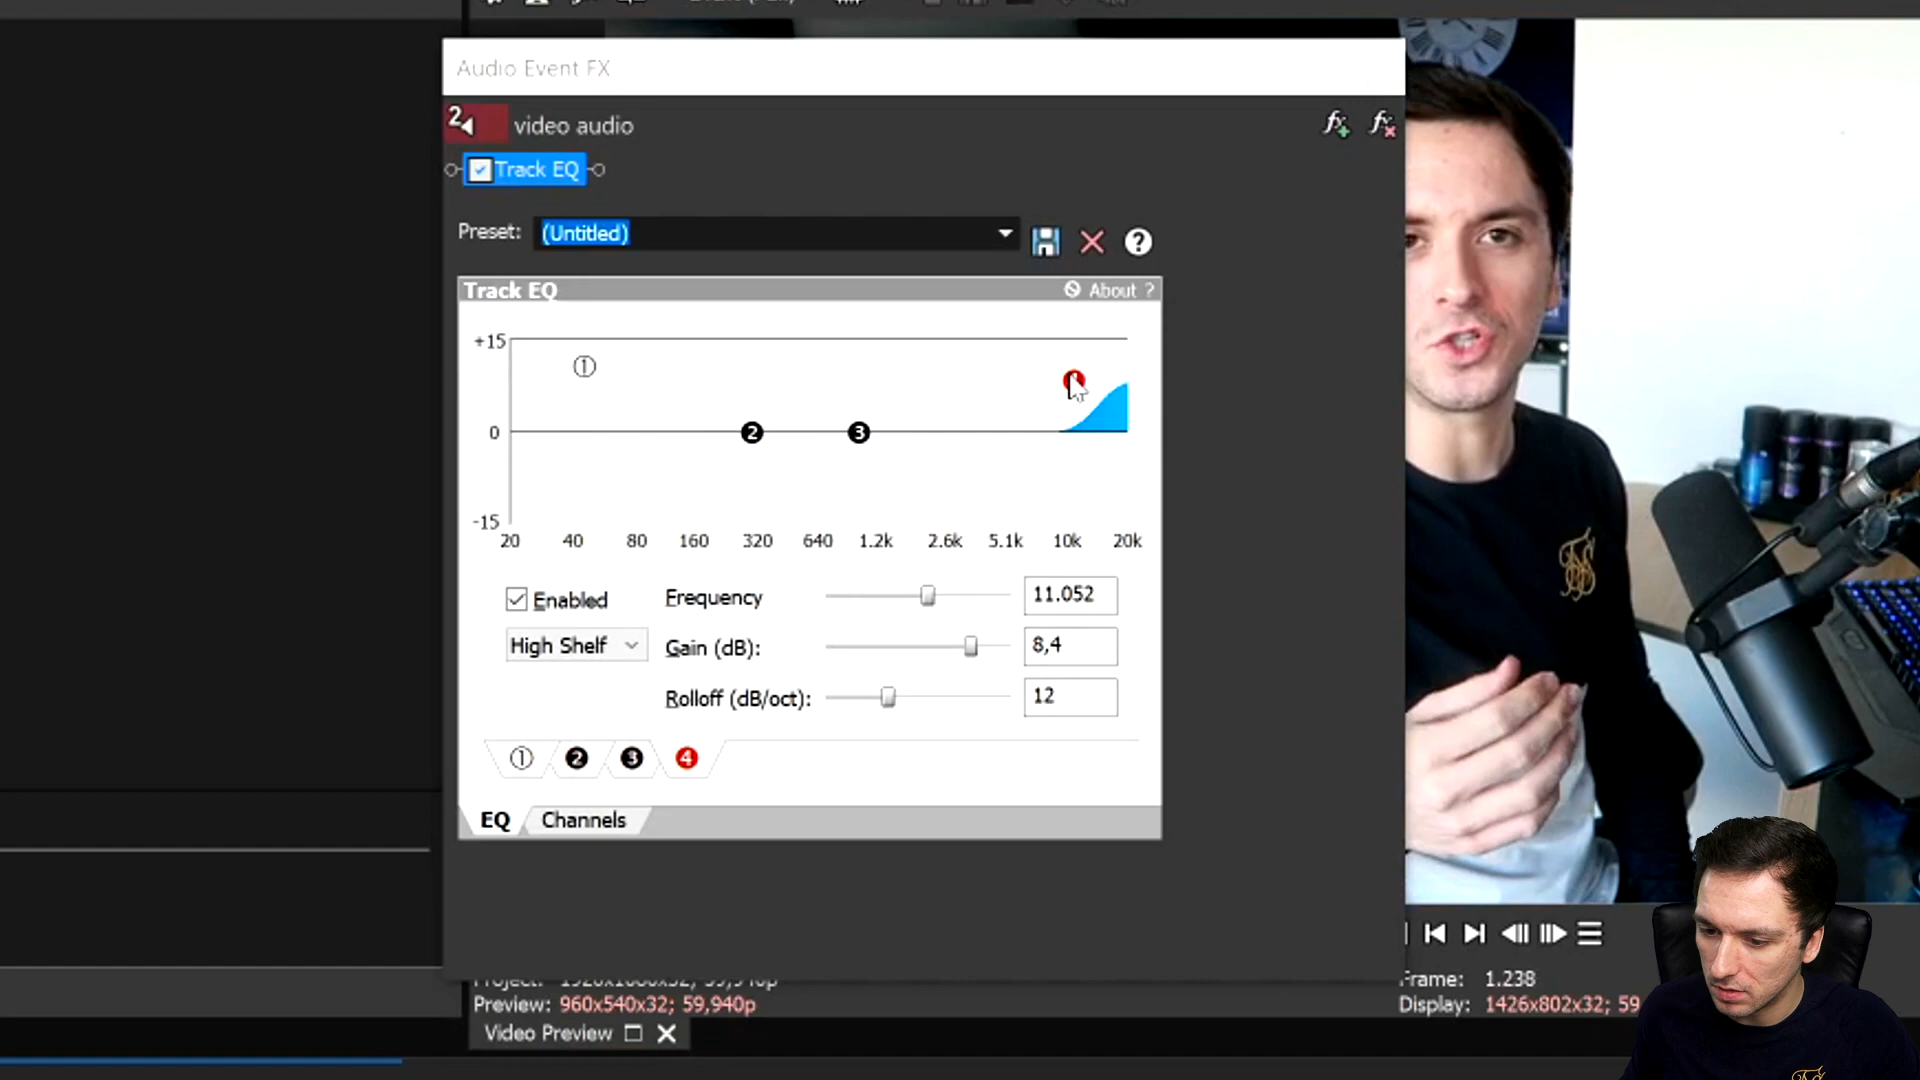 Audio Event FX
2 video audio
Track EQ
Preset: (Untitled)
Track EQ About ?
+15
①
0 2 3
-15
20 40 80 160 320 640 1.2k 2.6k 5.1k 10k 20k
Enabled Frequency 11.052
High Shelf Gain (dB): 8,4
Rolloff (dB/oct): 12
① 2 3 4
EQ Channels
Frame: 1.238
Preview: 960x540x32; 59,940p Display: 1426x802x32; 59
Video Preview